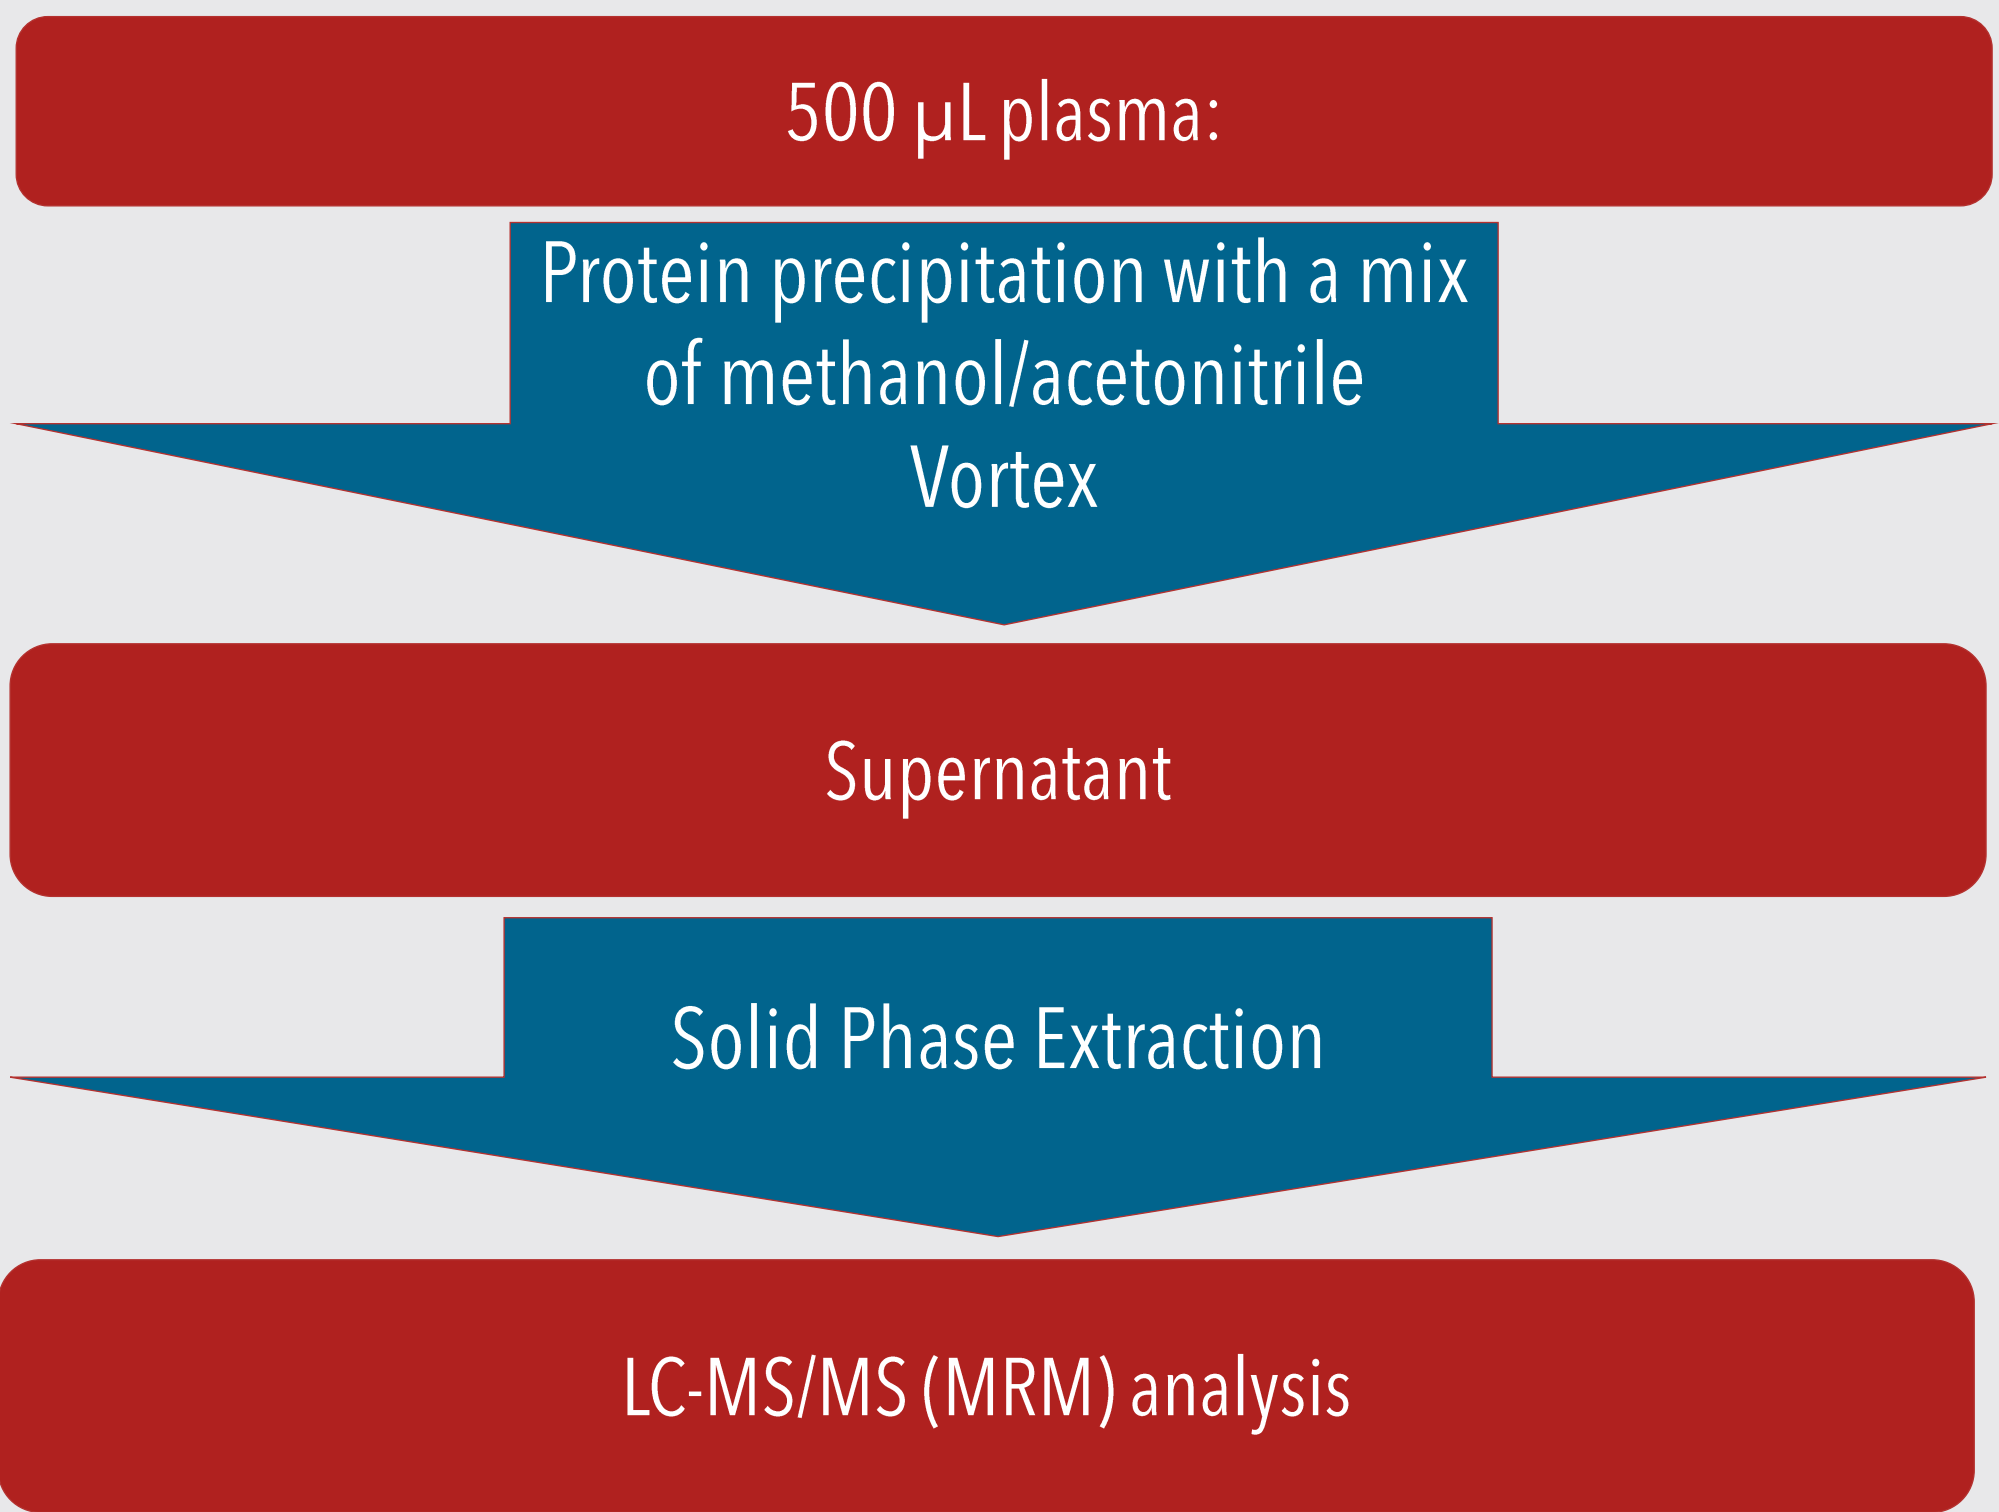 500 µL plasma:
Protein precipitation with a mix
of methanol/acetonitrile
Vortex
Supernatant
Solid Phase Extraction
LC-MS/MS (MRM) analysis